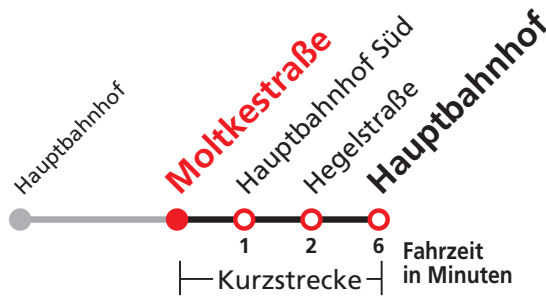 Hauptbahnhof
Moltkestraße
Hauptbahnhof Süd
Hegelstraße
Hauptbahnhof
1
2
6
Fahrzeit
in Minuten
Kurzstrecke